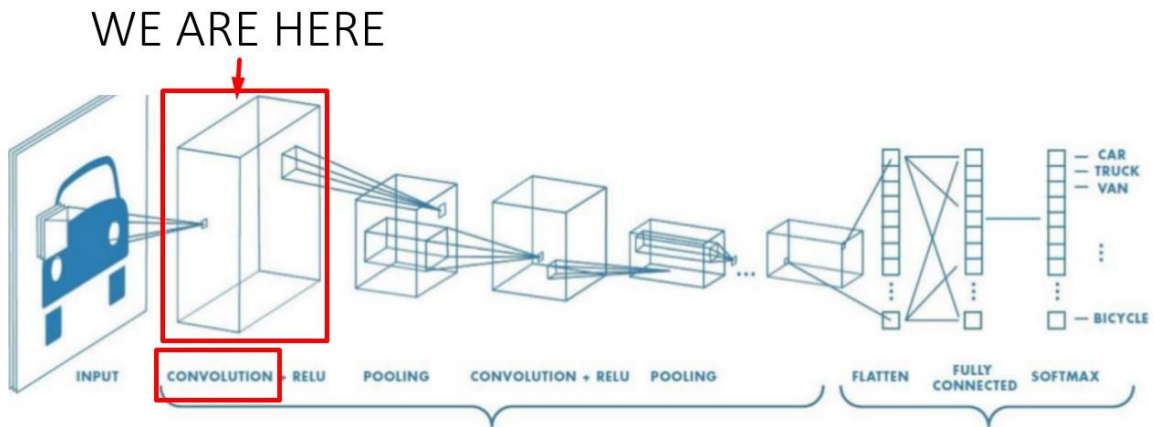 WE ARE HERE
CAR
TRUCK
VAN
BICYCLE
INPUT CONVOLUTION + RELU POOLING CONVOLUTION + RELU POOLING FLATTEN FULLY CONNECTED SOFTMAX